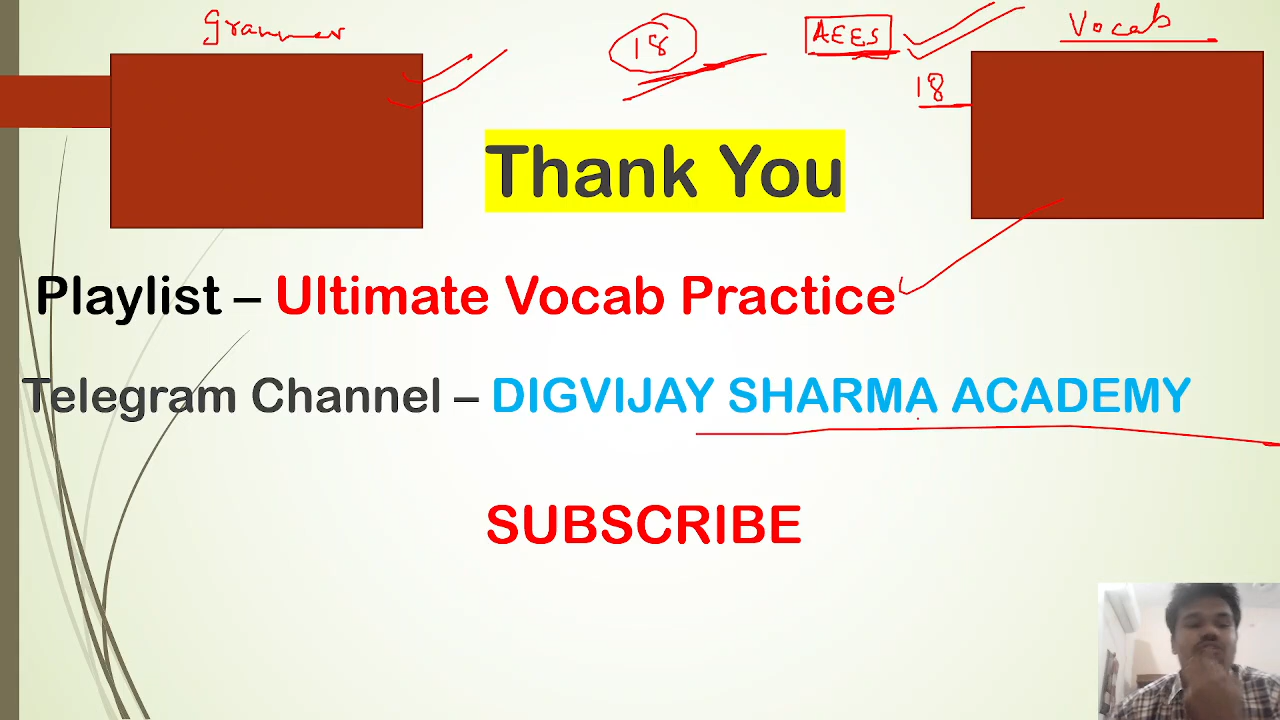 Grammer
18
AEES
Vocab
18
Thank You
Playlist – Ultimate Vocab Practice
Telegram Channel – DIGVIJAY SHARMA ACADEMY
SUBSCRIBE